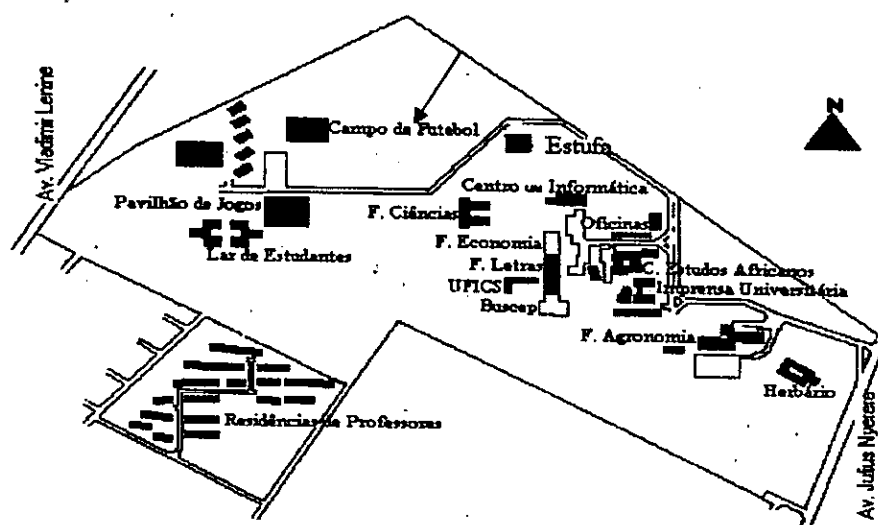 Av. Vladimir Lenine
N
Campo de Futebol
Estufa
Centro de Informática
Pavilhão de Jogos
F. Ciências
Oficinas
F. Economia
Lar de Estudantes
F. Letras
C. Estudos Africanos
UFICS
Imprensa Universitária
Buscep
F. Agronomia
Herbário
Residências de Professores
Av. Julius Nyerere